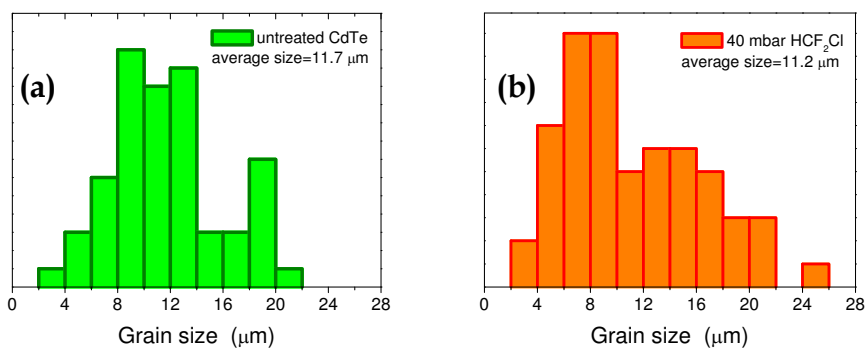 (a)
untreated CdTe
average size=11.7 μm
0 4 8 12 16 20 24 28
Grain size (μm)
(b)
40 mbar HCF₂Cl
average size=11.2 μm
0 4 8 12 16 20 24 28
Grain size (μm)